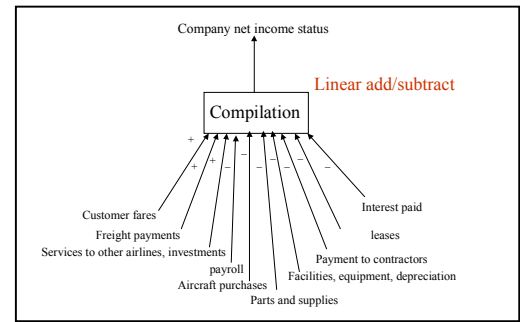 Company net income status
Linear add/subtract
Compilation
+
+ + – – – – – – –
Customer fares
Interest paid
Freight payments
leases
Services to other airlines, investments
Payment to contractors
payroll
Facilities, equipment, depreciation
Aircraft purchases
Parts and supplies